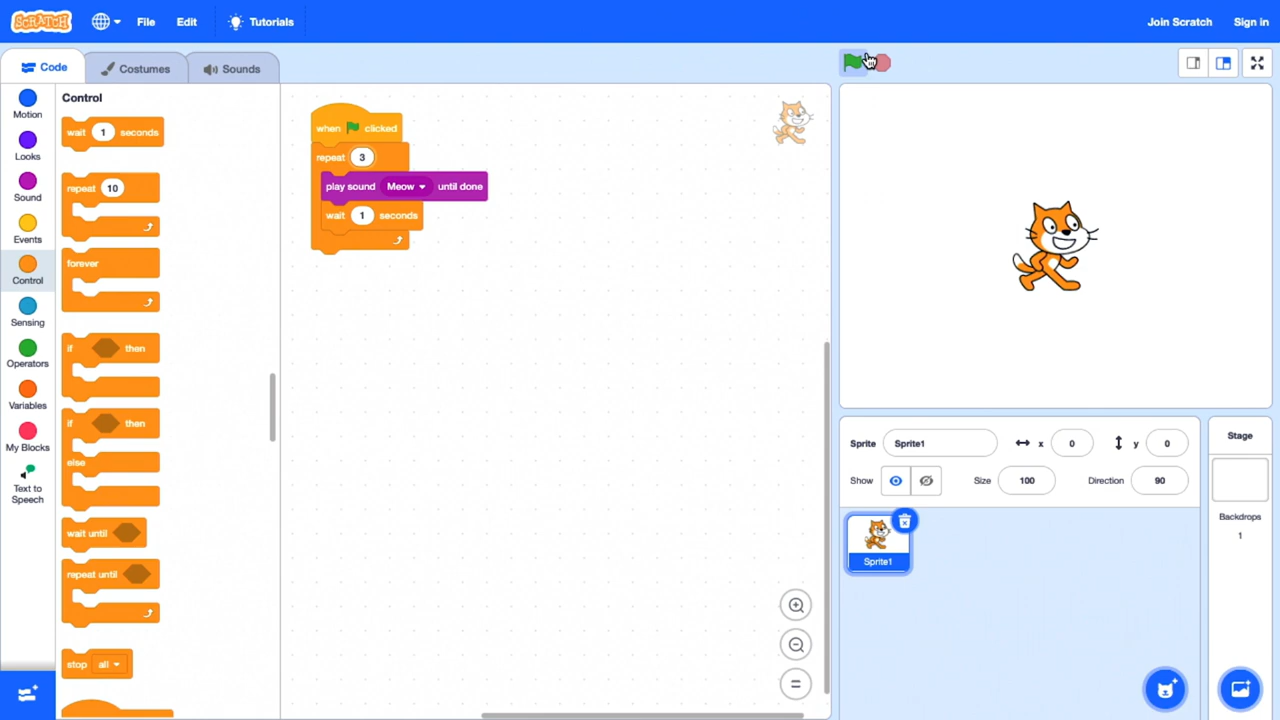 SCRATCH File Edit Tutorials Join Scratch Sign in
Code Costumes Sounds
Motion
Looks
Sound
Events
Control
Sensing
Operators
Variables
My Blocks
Text to
Speech
Control
wait 1 seconds
repeat 10
forever
if then
if then
else
wait until
repeat until
stop all
when clicked
repeat 3
play sound Meow until done
wait 1 seconds
Sprite Sprite1 x 0 y 0
Show Size 100 Direction 90
Sprite1
Stage
Backdrops
1